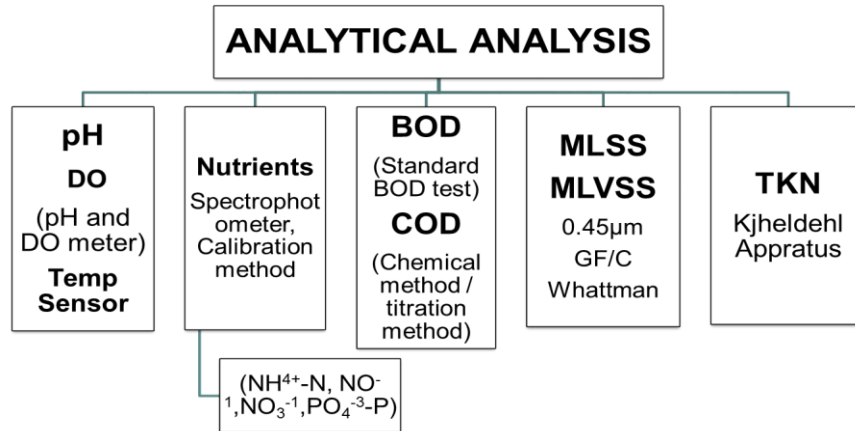 ANALYTICAL ANALYSIS
pH
DO
(pH and
DO meter)
Temp
Sensor
Nutrients
Spectrophot
ometer,
Calibration
method
BOD
(Standard
BOD test)
COD
(Chemical
method /
titration
method)
MLSS
MLVSS
0.45µm
GF/C
Whattman
TKN
Kjheldehl
Appratus
(NH⁴⁺-N, NO⁻
¹,NO₃⁻¹,PO₄⁻³-P)